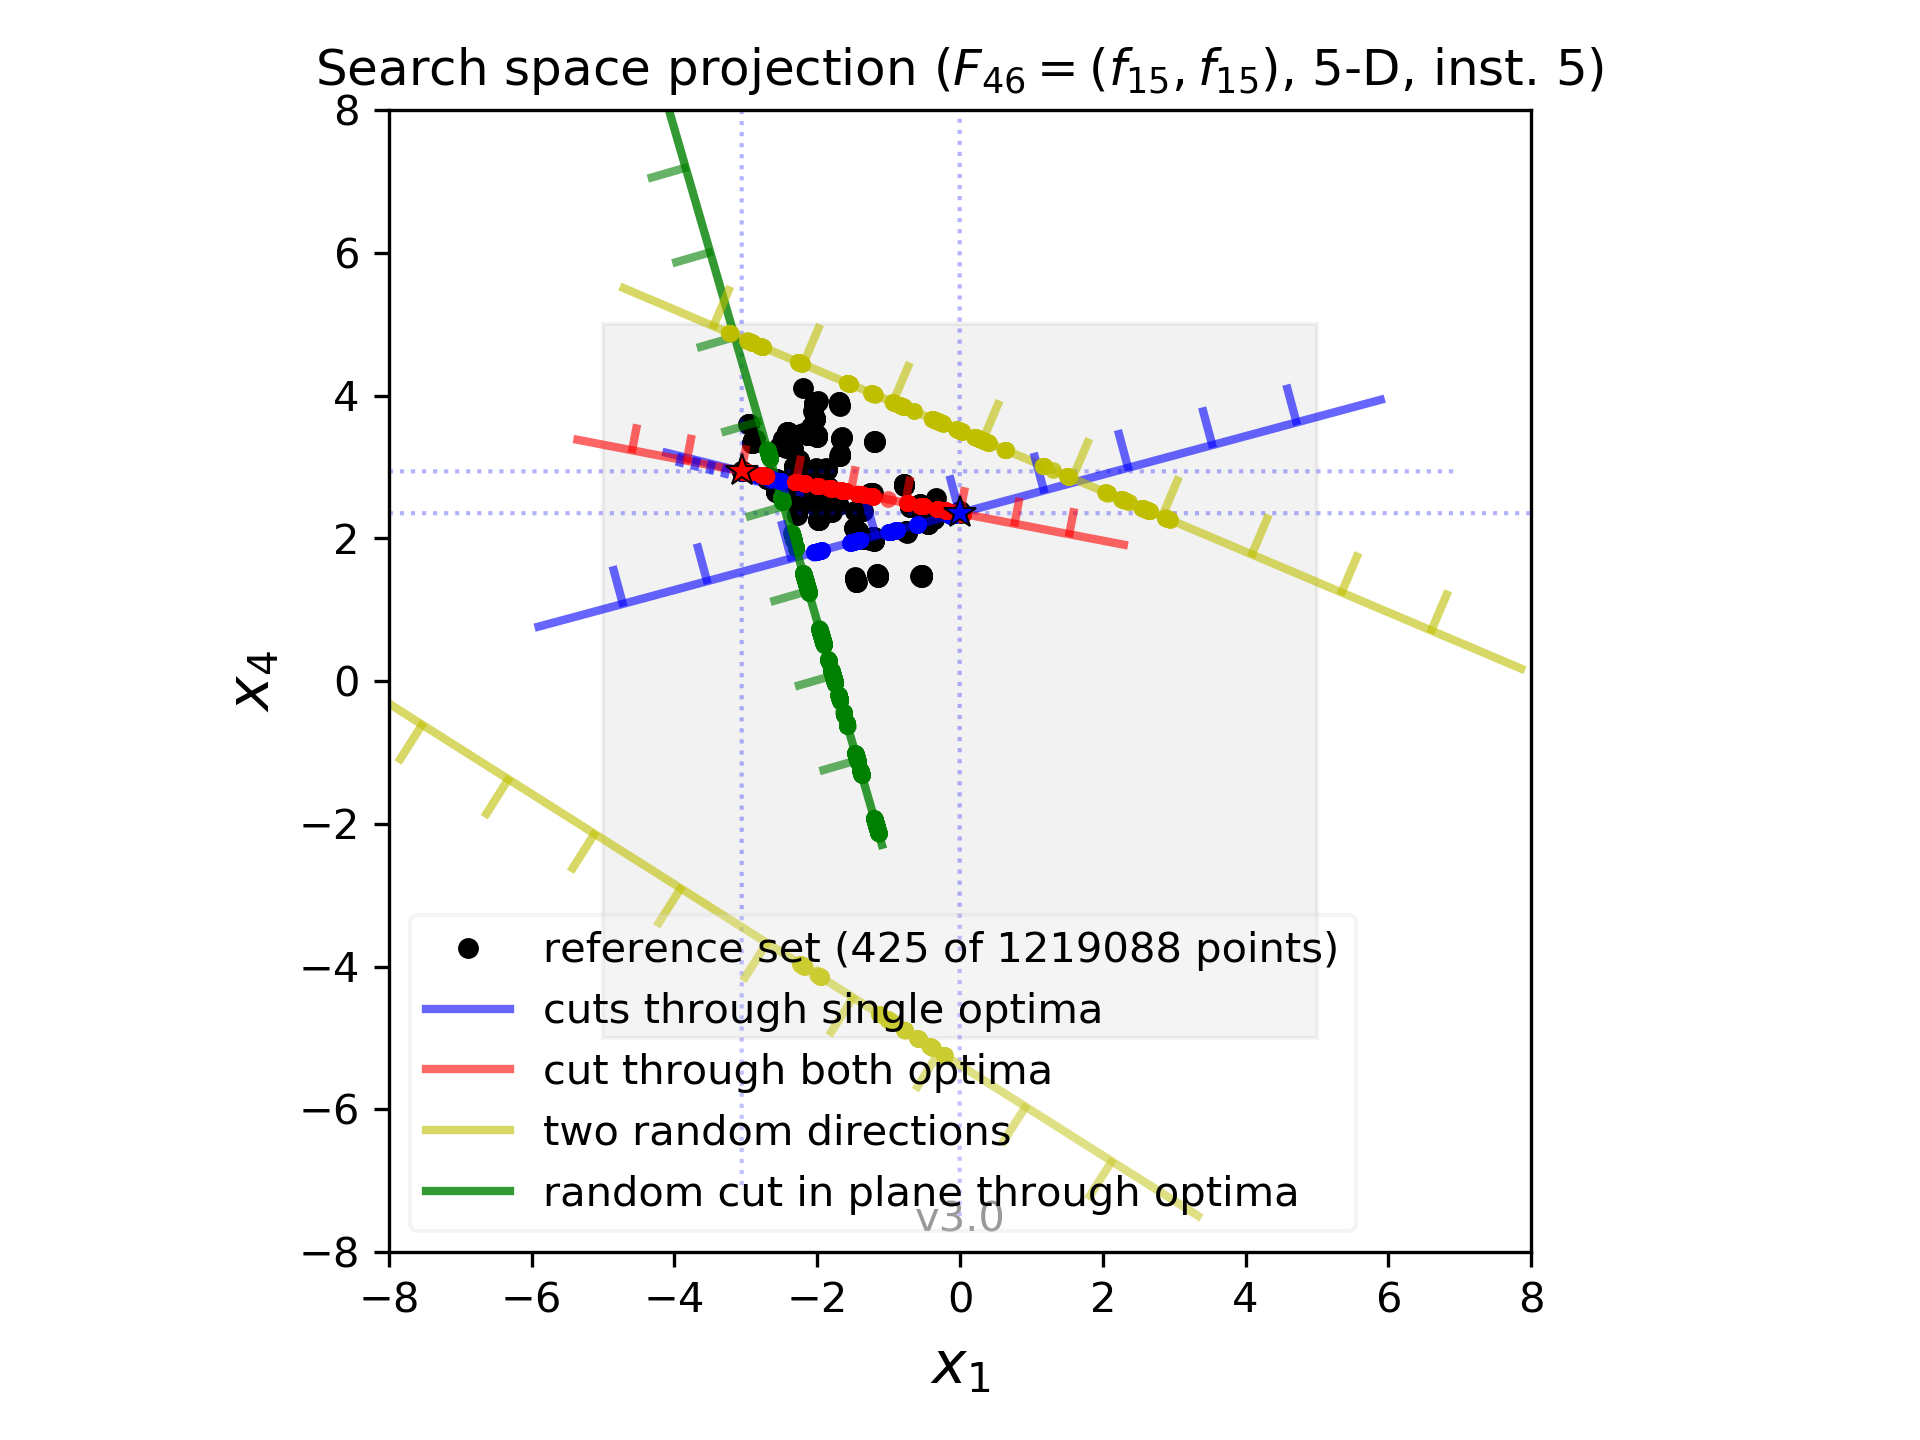 Search space projection (F₄₆ = (f₁₅, f₁₅), 5-D, inst. 5)
8
6
4
2
0
−2
−4
−6
−8
x₄
reference set (425 of 1219088 points)
cuts through single optima
cut through both optima
two random directions
random cut in plane through optima
v3.0
−8 −6 −4 −2 0 2 4 6 8
x₁